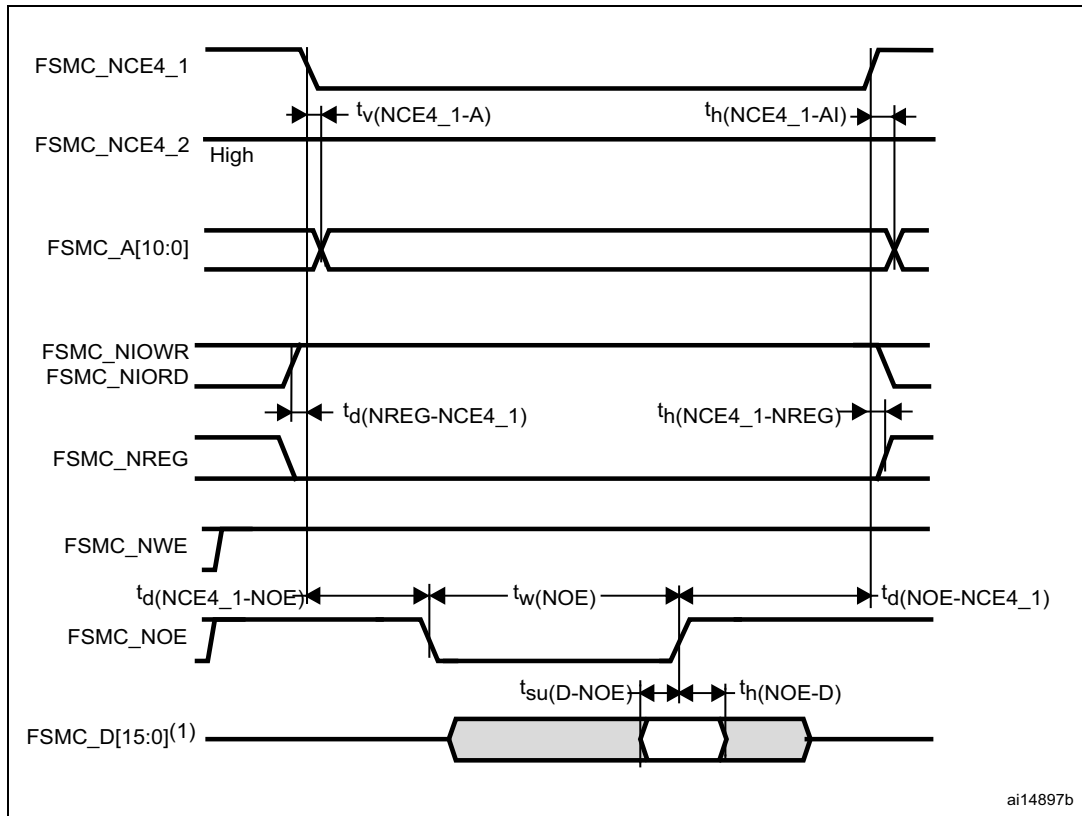 FSMC_NCE4_1
tv(NCE4_1-A)
th(NCE4_1-AI)
FSMC_NCE4_2
High
FSMC_A[10:0]
FSMC_NIOWR
FSMC_NIORD
td(NREG-NCE4_1)
th(NCE4_1-NREG)
FSMC_NREG
FSMC_NWE
td(NCE4_1-NOE)
tw(NOE)
td(NOE-NCE4_1)
FSMC_NOE
tsu(D-NOE)
th(NOE-D)
FSMC_D[15:0](1)
ai14897b